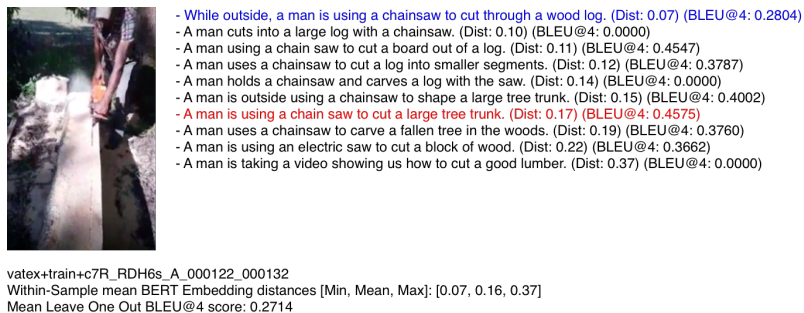 - While outside, a man is using a chainsaw to cut through a wood log. (Dist: 0.07) (BLEU@4: 0.2804)
- A man cuts into a large log with a chainsaw. (Dist: 0.10) (BLEU@4: 0.0000)
- A man using a chain saw to cut a board out of a log. (Dist: 0.11) (BLEU@4: 0.4547)
- A man uses a chainsaw to cut a log into smaller segments. (Dist: 0.12) (BLEU@4: 0.3787)
- A man holds a chainsaw and carves a log with the saw. (Dist: 0.14) (BLEU@4: 0.0000)
- A man is outside using a chainsaw to shape a large tree trunk. (Dist: 0.15) (BLEU@4: 0.4002)
- A man is using a chain saw to cut a large tree trunk. (Dist: 0.17) (BLEU@4: 0.4575)
- A man uses a chainsaw to carve a fallen tree in the woods. (Dist: 0.19) (BLEU@4: 0.3760)
- A man is using an electric saw to cut a block of wood. (Dist: 0.22) (BLEU@4: 0.3662)
- A man is taking a video showing us how to cut a good lumber. (Dist: 0.37) (BLEU@4: 0.0000)
vatex+train+c7R_RDH6s_A_000122_000132
Within-Sample mean BERT Embedding distances [Min, Mean, Max]: [0.07, 0.16, 0.37]
Mean Leave One Out BLEU@4 score: 0.2714